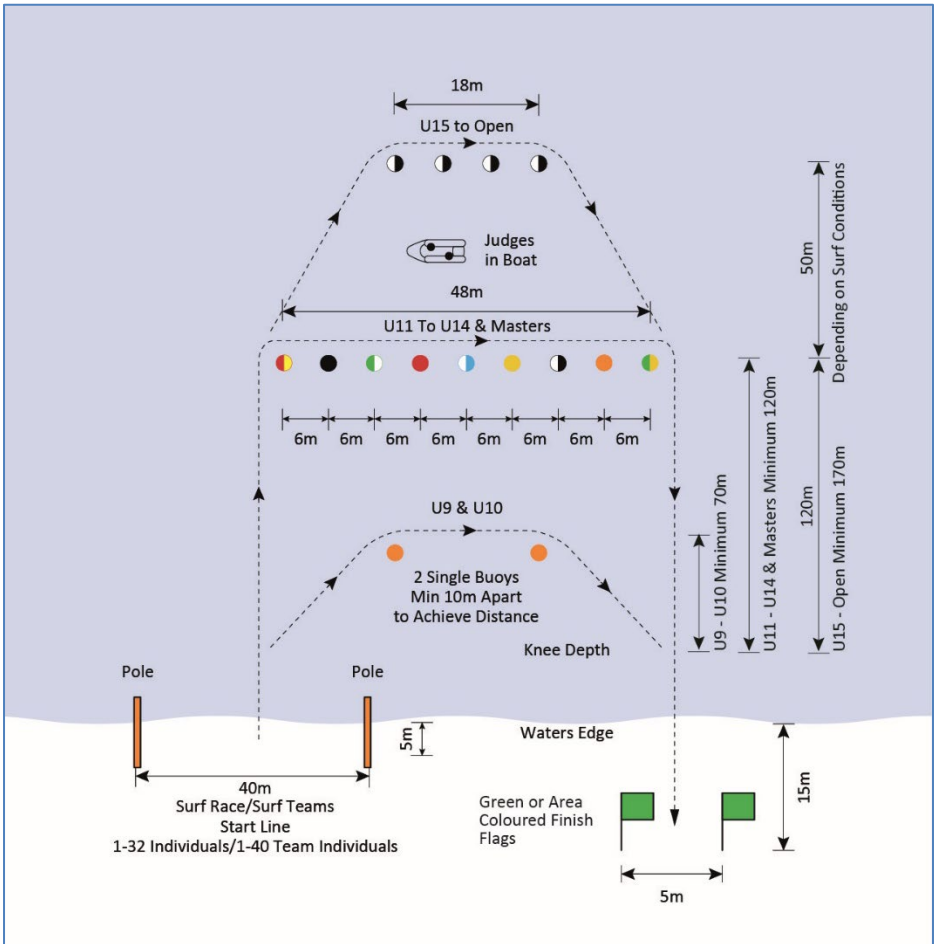 18m
U15 to Open
Judges
in Boat
50m
Depending on Surf Conditions
48m
U11 To U14 & Masters
6m 6m 6m 6m 6m 6m 6m 6m
U9 & U10
2 Single Buoys
Min 10m Apart
to Achieve Distance
U9 - U10 Minimum 70m
U11 - U14 & Masters Minimum 120m
120m
U15 - Open Minimum 170m
Knee Depth
Pole
Pole
5m
Waters Edge
15m
40m
Surf Race/Surf Teams
Start Line
1-32 Individuals/1-40 Team Individuals
Green or Area
Coloured Finish
Flags
5m